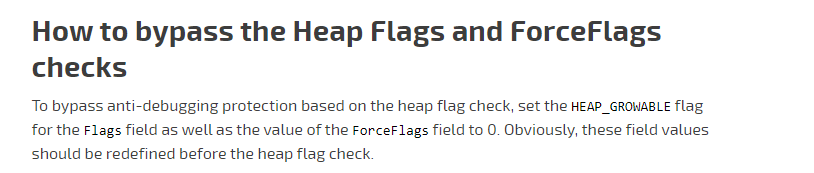 How to bypass the Heap Flags and ForceFlags
checks
To bypass anti-debugging protection based on the heap flag check, set the HEAP_GROWABLE flag
for the Flags field as well as the value of the ForceFlags field to 0. Obviously, these field values
should be redefined before the heap flag check.